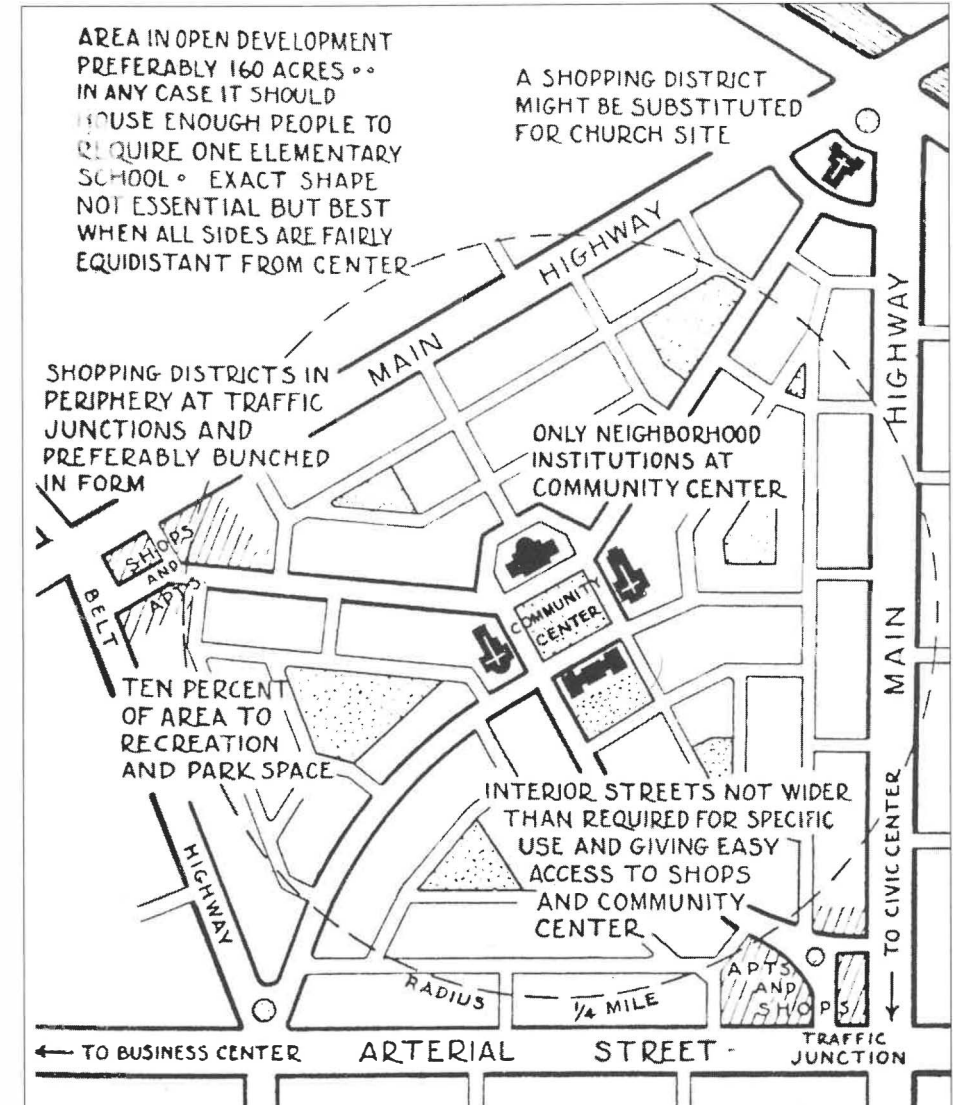 AREA IN OPEN DEVELOPMENT
PREFERABLY 160 ACRES ∘∘
IN ANY CASE IT SHOULD
HOUSE ENOUGH PEOPLE TO
REQUIRE ONE ELEMENTARY
SCHOOL ∘ EXACT SHAPE
NOT ESSENTIAL BUT BEST
WHEN ALL SIDES ARE FAIRLY
EQUIDISTANT FROM CENTER
A SHOPPING DISTRICT
MIGHT BE SUBSTITUTED
FOR CHURCH SITE
MAIN HIGHWAY
HIGHWAY
MAIN
SHOPPING DISTRICTS IN
PERIPHERY AT TRAFFIC
JUNCTIONS AND
PREFERABLY BUNCHED
IN FORM
ONLY NEIGHBORHOOD
INSTITUTIONS AT
COMMUNITY CENTER
SHOPS
AND
APTS
BELT
COMMUNITY
CENTER
TEN PERCENT
OF AREA TO
RECREATION
AND PARK SPACE
INTERIOR STREETS NOT WIDER
THAN REQUIRED FOR SPECIFIC
USE AND GIVING EASY
ACCESS TO SHOPS
AND COMMUNITY
CENTER
HIGHWAY
TO CIVIC CENTER →
RADIUS 1/4 MILE
APTS
AND
SHOPS
← TO BUSINESS CENTER
ARTERIAL STREET
TRAFFIC
JUNCTION